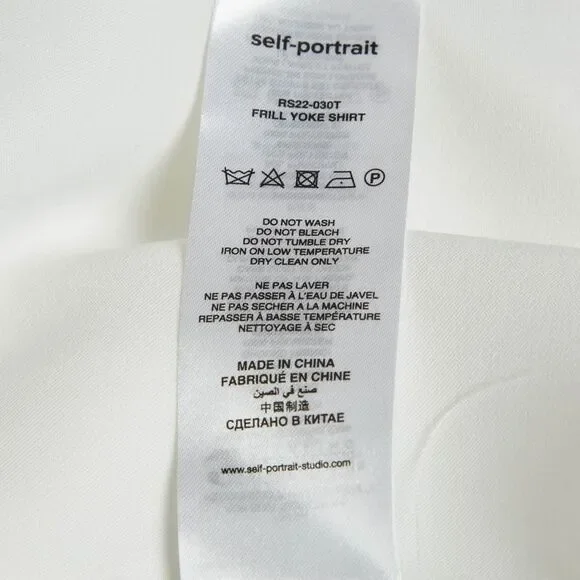 self-portrait
RS22-030T
FRILL YOKE SHIRT
P
DO NOT WASH
DO NOT BLEACH
DO NOT TUMBLE DRY
IRON ON LOW TEMPERATURE
DRY CLEAN ONLY
NE PAS LAVER
NE PAS PASSER À L'EAU DE JAVEL
NE PAS SECHER A LA MACHINE
REPASSER À BASSE TEMPÉRATURE
NETTOYAGE À SEC
MADE IN CHINA
FABRIQUÉ EN CHINE
صنع في الصين
中国制造
СДЕЛАНО В КИТАЕ
www.self-portrait-studio.com